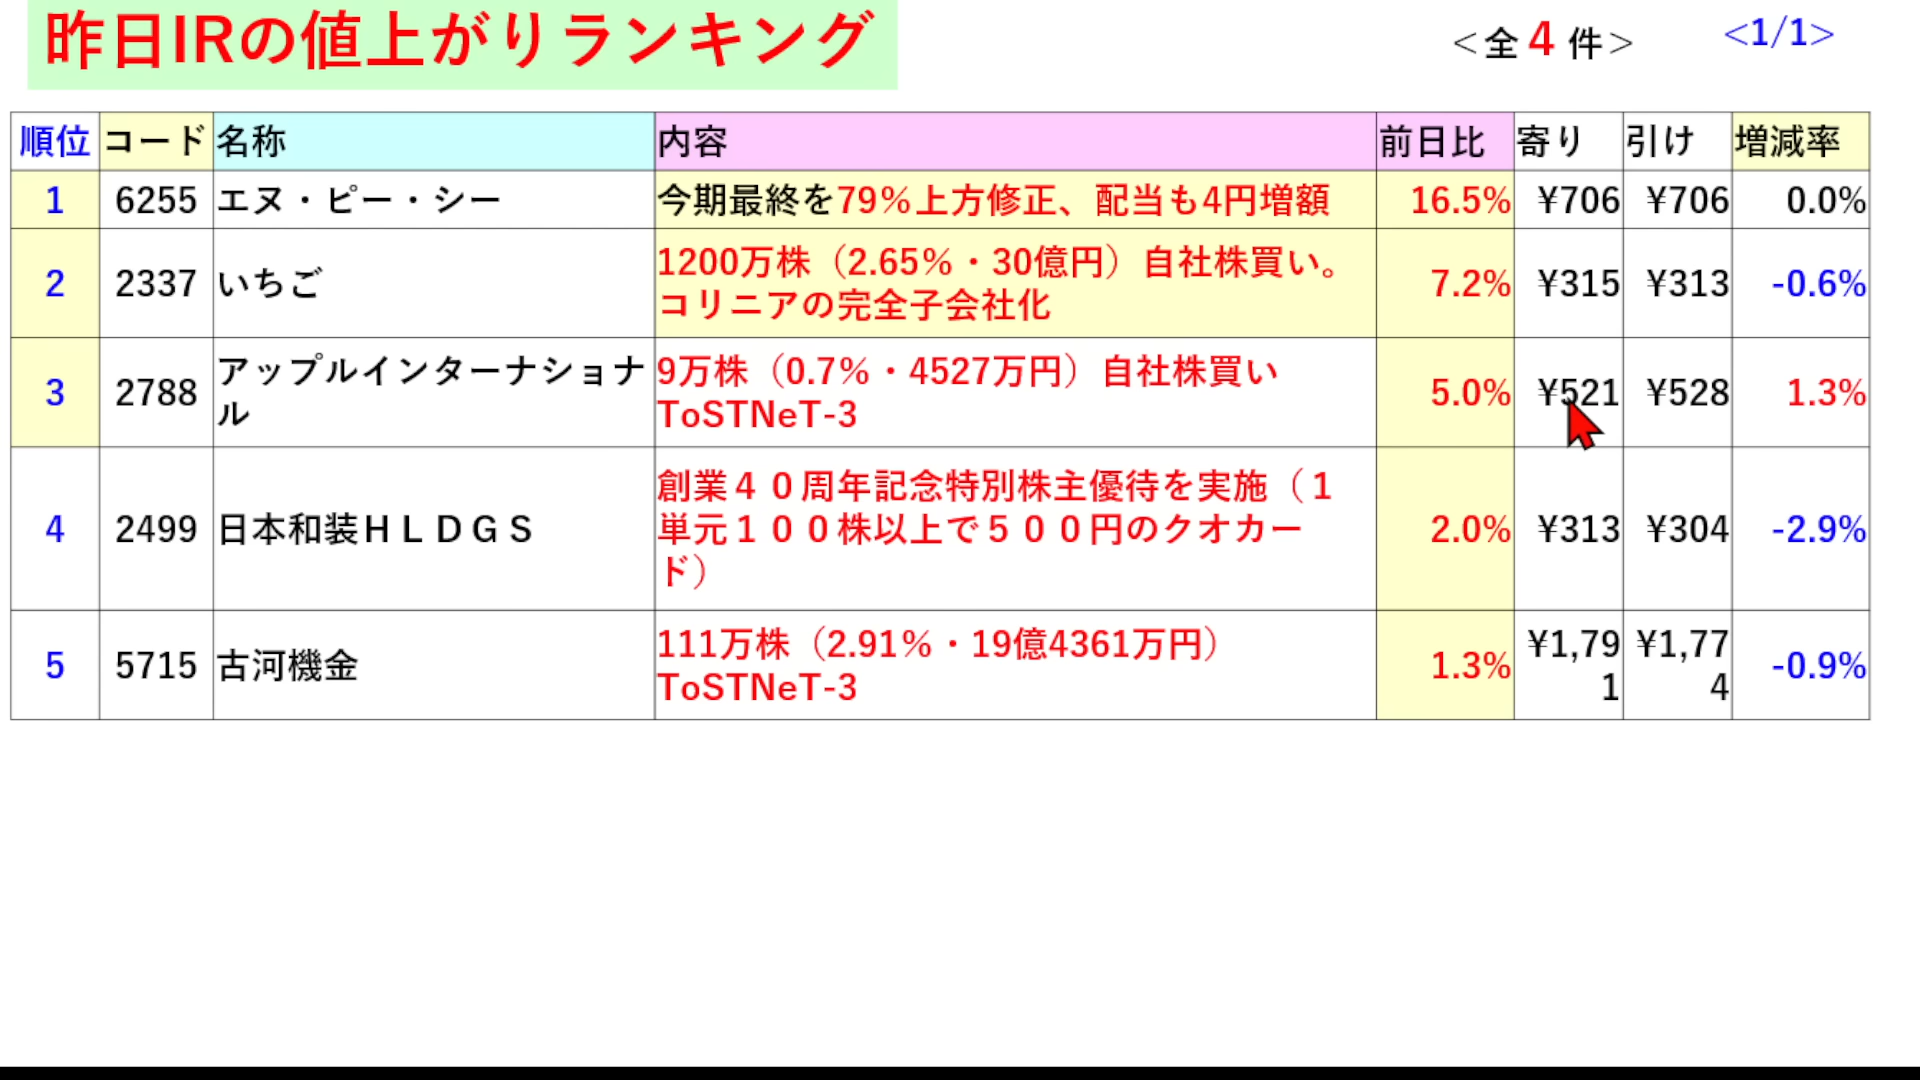 昨日IRの値上がりランキング
＜全 4 件＞
<1/1>
順位 コード 名称 内容 前日比 寄り 引け 増減率
1 6255 エヌ・ピー・シー 今期最終を79%上方修正、配当も4円増額 16.5% ¥706 ¥706 0.0%
2 2337 いちご 1200万株（2.65%・30億円）自社株買い。
コリニアの完全子会社化 7.2% ¥315 ¥313 -0.6%
3 2788 アップルインターナショナ
ル 9万株（0.7%・4527万円）自社株買い
ToSTNeT-3 5.0% ¥521 ¥528 1.3%
4 2499 日本和装ＨＬＤＧＳ 創業４０周年記念特別株主優待を実施（１
単元１００株以上で５００円のクオカー
ド） 2.0% ¥313 ¥304 -2.9%
5 5715 古河機金 111万株（2.91%・19億4361万円）
ToSTNeT-3 1.3% ¥1,79
1 ¥1,77
4 -0.9%